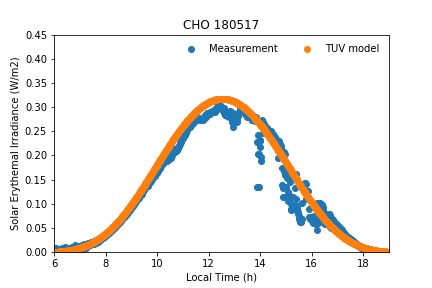 CHO 180517
Measurement
TUV model
Solar Erythemal Irradiance (W/m2)
0.45
0.40
0.35
0.30
0.25
0.20
0.15
0.10
0.05
0.00
6 8 10 12 14 16 18
Local Time (h)